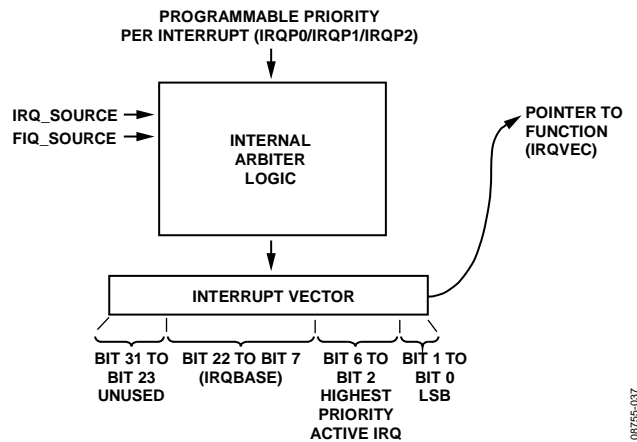 PROGRAMMABLE PRIORITY
PER INTERRUPT (IRQP0/IRQP1/IRQP2)
IRQ_SOURCE
FIQ_SOURCE
INTERNAL
ARBITER
LOGIC
POINTER TO
FUNCTION
(IRQVEC)
INTERRUPT VECTOR
BIT 31 TO
BIT 23
UNUSED
BIT 22 TO BIT 7
(IRQBASE)
BIT 6 TO
BIT 2
HIGHEST
PRIORITY
ACTIVE IRQ
BIT 1 TO
BIT 0
LSB
08755-037